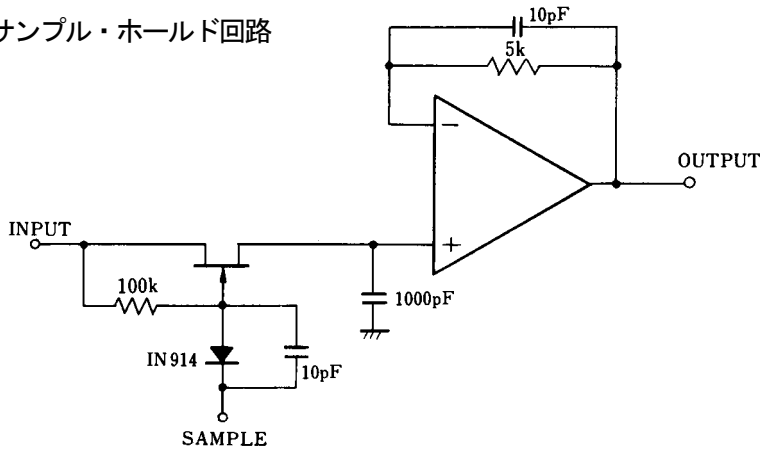 サンプル・ホールド回路
10pF
5k
−
OUTPUT
INPUT
+
100k
1000pF
IN914
10pF
SAMPLE